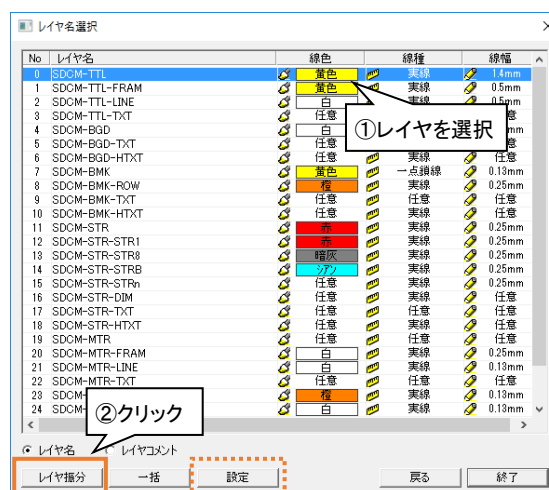 レイヤ名選択
No レイヤ名 線色 線種 線幅
0 SDCM-TTL 黄色 実線 1.4mm
1 SDCM-TTL-FRAM 黄色 実線 0.5mm
2 SDCM-TTL-LINE 白 実線 0.5mm
3 SDCM-TTL-TXT 任意
①レイヤを選択
4 SDCM-BGD 白
5 SDCM-BGD-TXT 任意
6 SDCM-BGD-HTXT 任意 実線 任意
7 SDCM-BMK 黄色 一点鎖線 0.13mm
8 SDCM-BMK-ROW 橙 実線 0.25mm
9 SDCM-BMK-TXT 任意 任意 任意
10 SDCM-BMK-HTXT 任意 実線 任意
11 SDCM-STR 赤 実線 0.25mm
12 SDCM-STR-STR1 赤 実線 0.25mm
13 SDCM-STR-STR8 暗灰 実線 0.25mm
14 SDCM-STR-STRB シアン 実線 0.25mm
15 SDCM-STR-STRn 任意 実線 0.25mm
16 SDCM-STR-DIM 任意 実線 任意
17 SDCM-STR-TXT 任意 任意 任意
18 SDCM-STR-HTXT 任意 実線 任意
19 SDCM-MTR 任意 実線 任意
20 SDCM-MTR-FRAM 白 実線 0.25mm
21 SDCM-MTR-LINE 白 実線 0.13mm
22 SDCM-MTR-TXT 任意 任意 任意
23 SDCM 橙 実線 0.13mm
24 SDCM 白 実線 0.13mm
②クリック
レイヤ名 レイヤコメント
レイヤ振分 一括 設定 戻る 終了